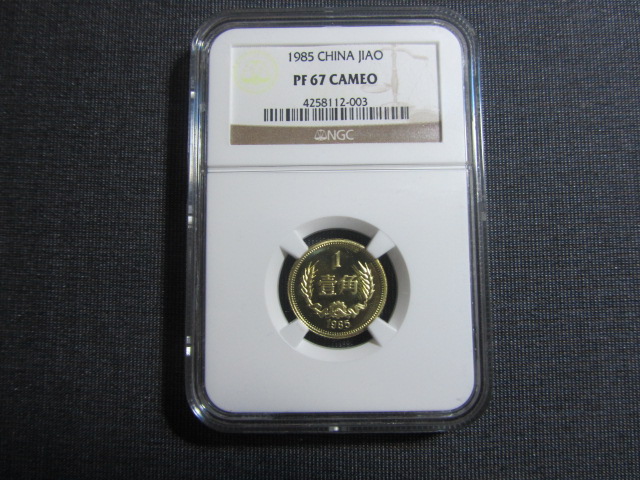 1985 CHINA JIAO
PF 67 CAMEO
4258112-003
NGC
1
壹角
1985